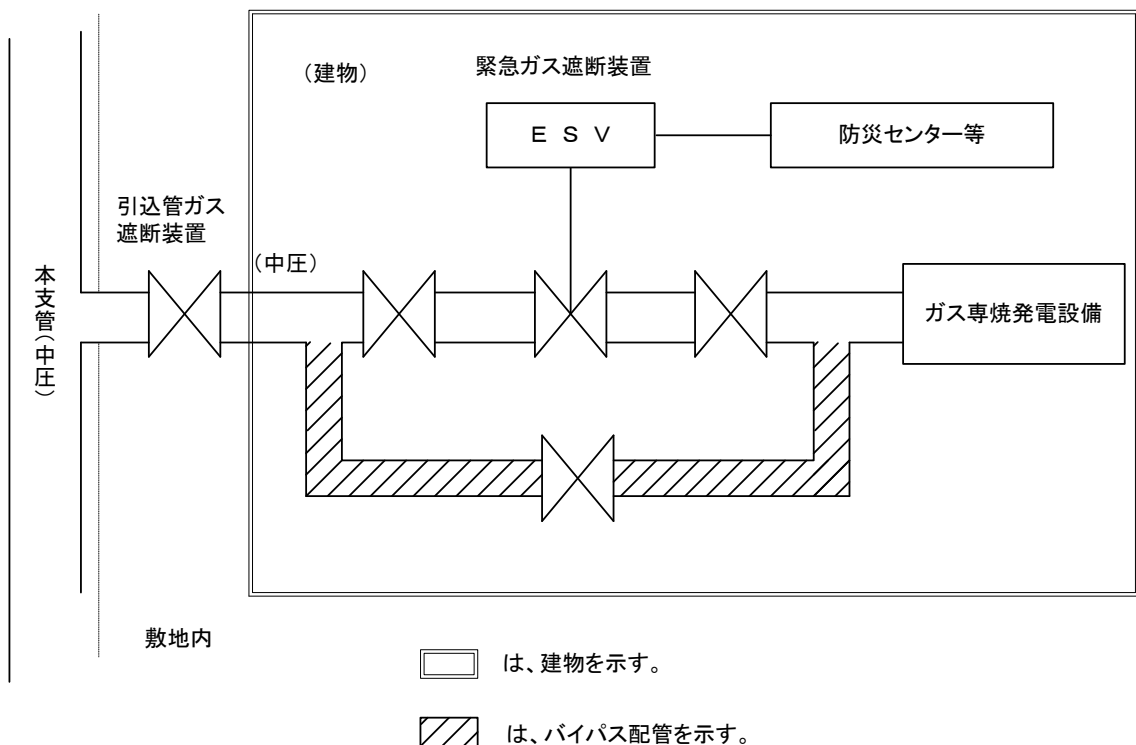 （建物）
緊急ガス遮断装置
ＥＳＶ
防災センター等
引込管ガス
遮断装置
（中圧）
本支管（中圧）
ガス専焼発電設備
敷地内
は、建物を示す。
は、バイパス配管を示す。